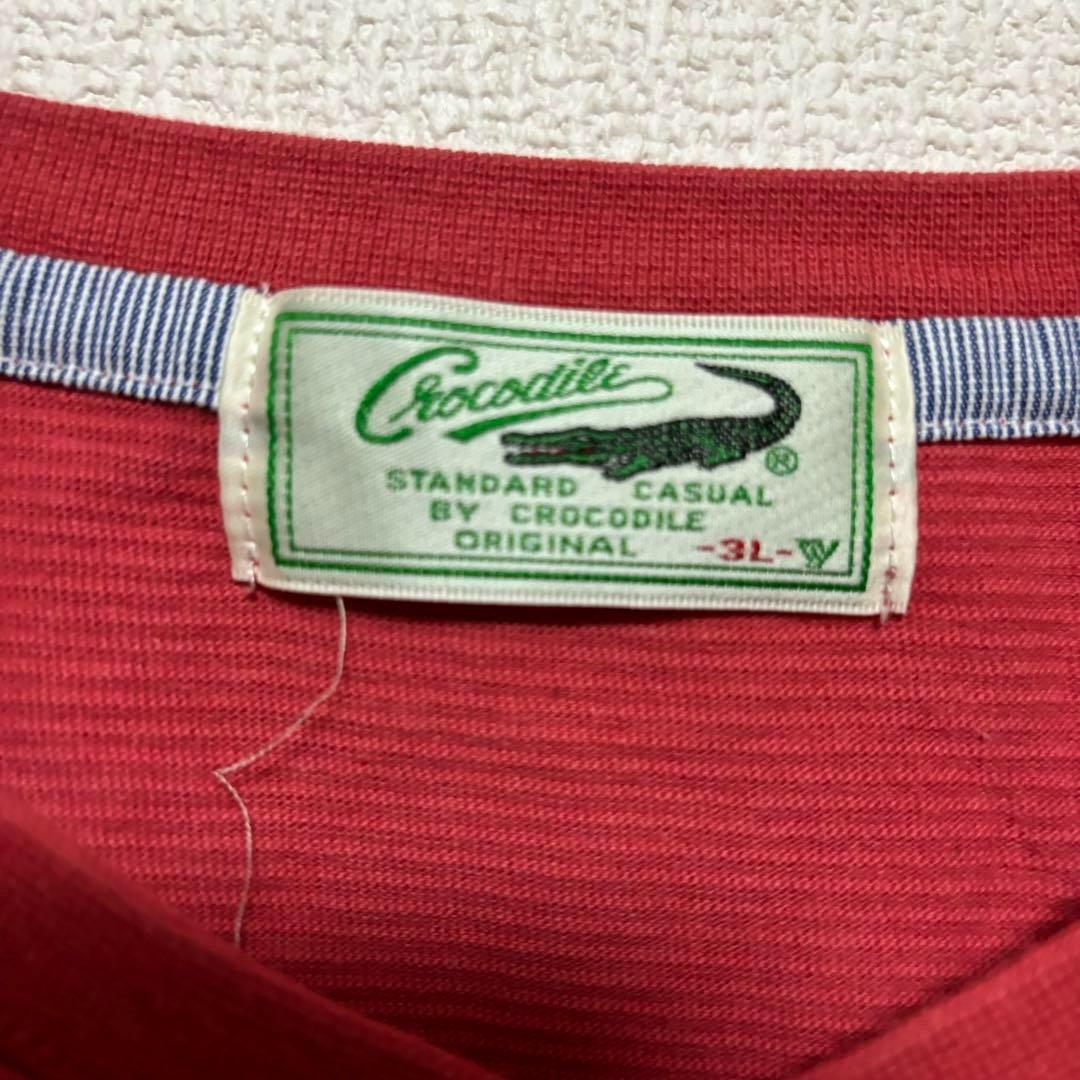 Crocodile
®
STANDARD CASUAL
BY CROCODILE
ORIGINAL -3L-